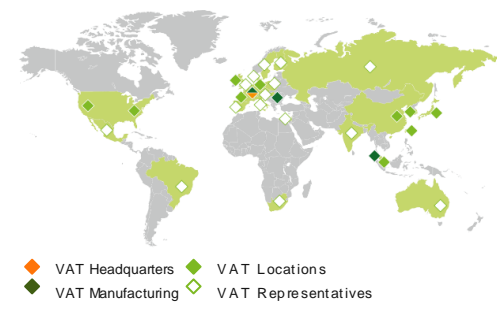 VAT Headquarters
VAT Locations
VAT Manufacturing
VAT Representatives